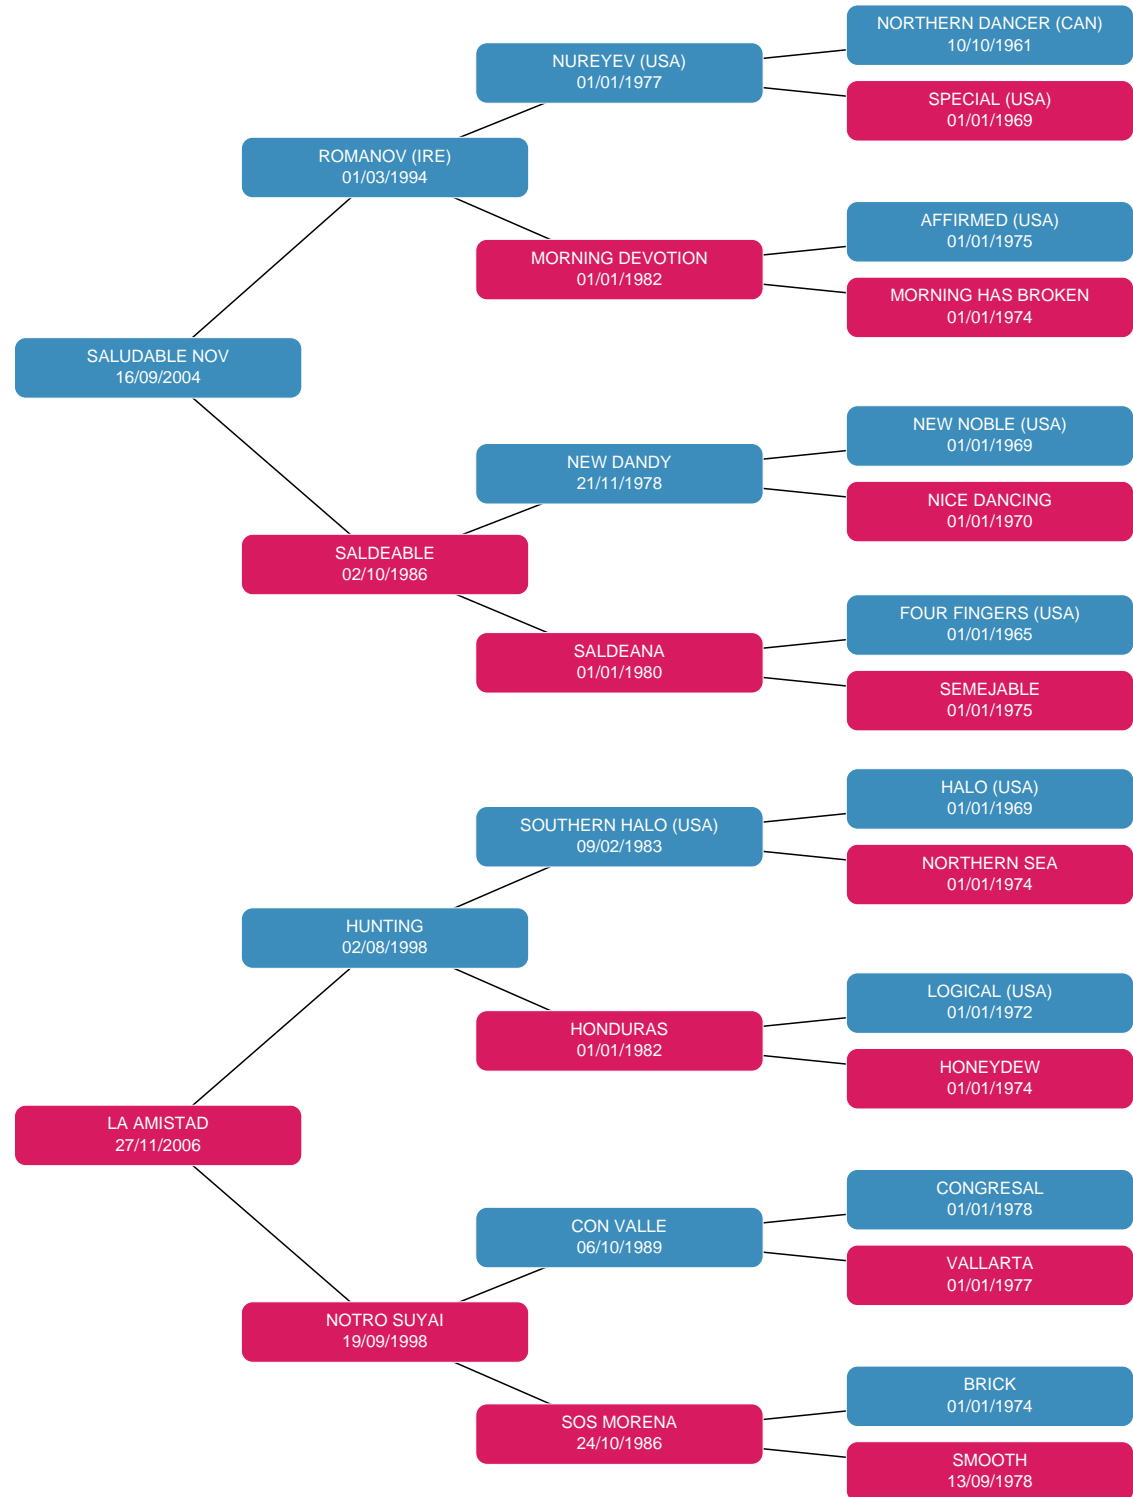 NORTHERN DANCER (CAN)
10/10/1961
NUREYEV (USA)
01/01/1977
SPECIAL (USA)
01/01/1969
ROMANOV (IRE)
01/03/1994
AFFIRMED (USA)
01/01/1975
MORNING DEVOTION
01/01/1982
MORNING HAS BROKEN
01/01/1974
SALUDABLE NOV
16/09/2004
NEW NOBLE (USA)
01/01/1969
NEW DANDY
21/11/1978
NICE DANCING
01/01/1970
SALDEABLE
02/10/1986
FOUR FINGERS (USA)
01/01/1965
SALDEANA
01/01/1980
SEMEJABLE
01/01/1975
HALO (USA)
01/01/1969
SOUTHERN HALO (USA)
09/02/1983
NORTHERN SEA
01/01/1974
HUNTING
02/08/1998
LOGICAL (USA)
01/01/1972
HONDURAS
01/01/1982
HONEYDEW
01/01/1974
LA AMISTAD
27/11/2006
CONGRESAL
01/01/1978
CON VALLE
06/10/1989
VALLARTA
01/01/1977
NOTRO SUYAI
19/09/1998
BRICK
01/01/1974
SOS MORENA
24/10/1986
SMOOTH
13/09/1978